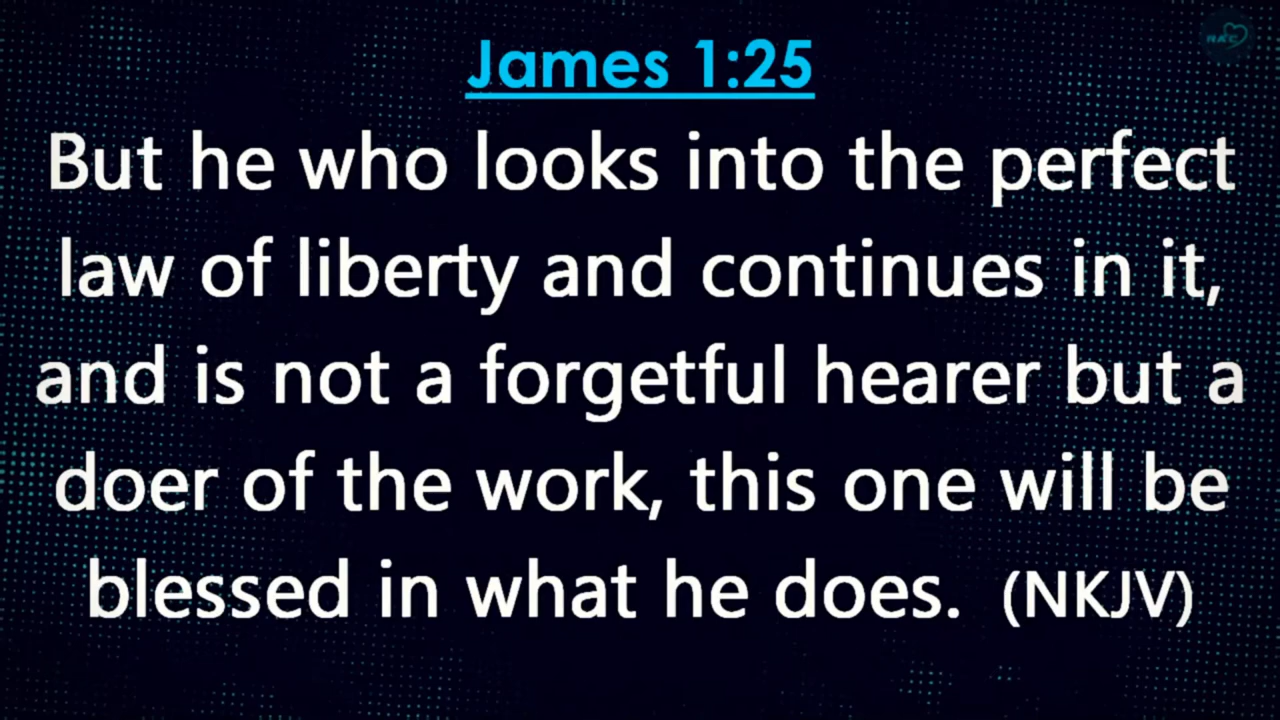 James 1:25
But he who looks into the perfect
law of liberty and continues in it,
and is not a forgetful hearer but a
doer of the work, this one will be
blessed in what he does. (NKJV)